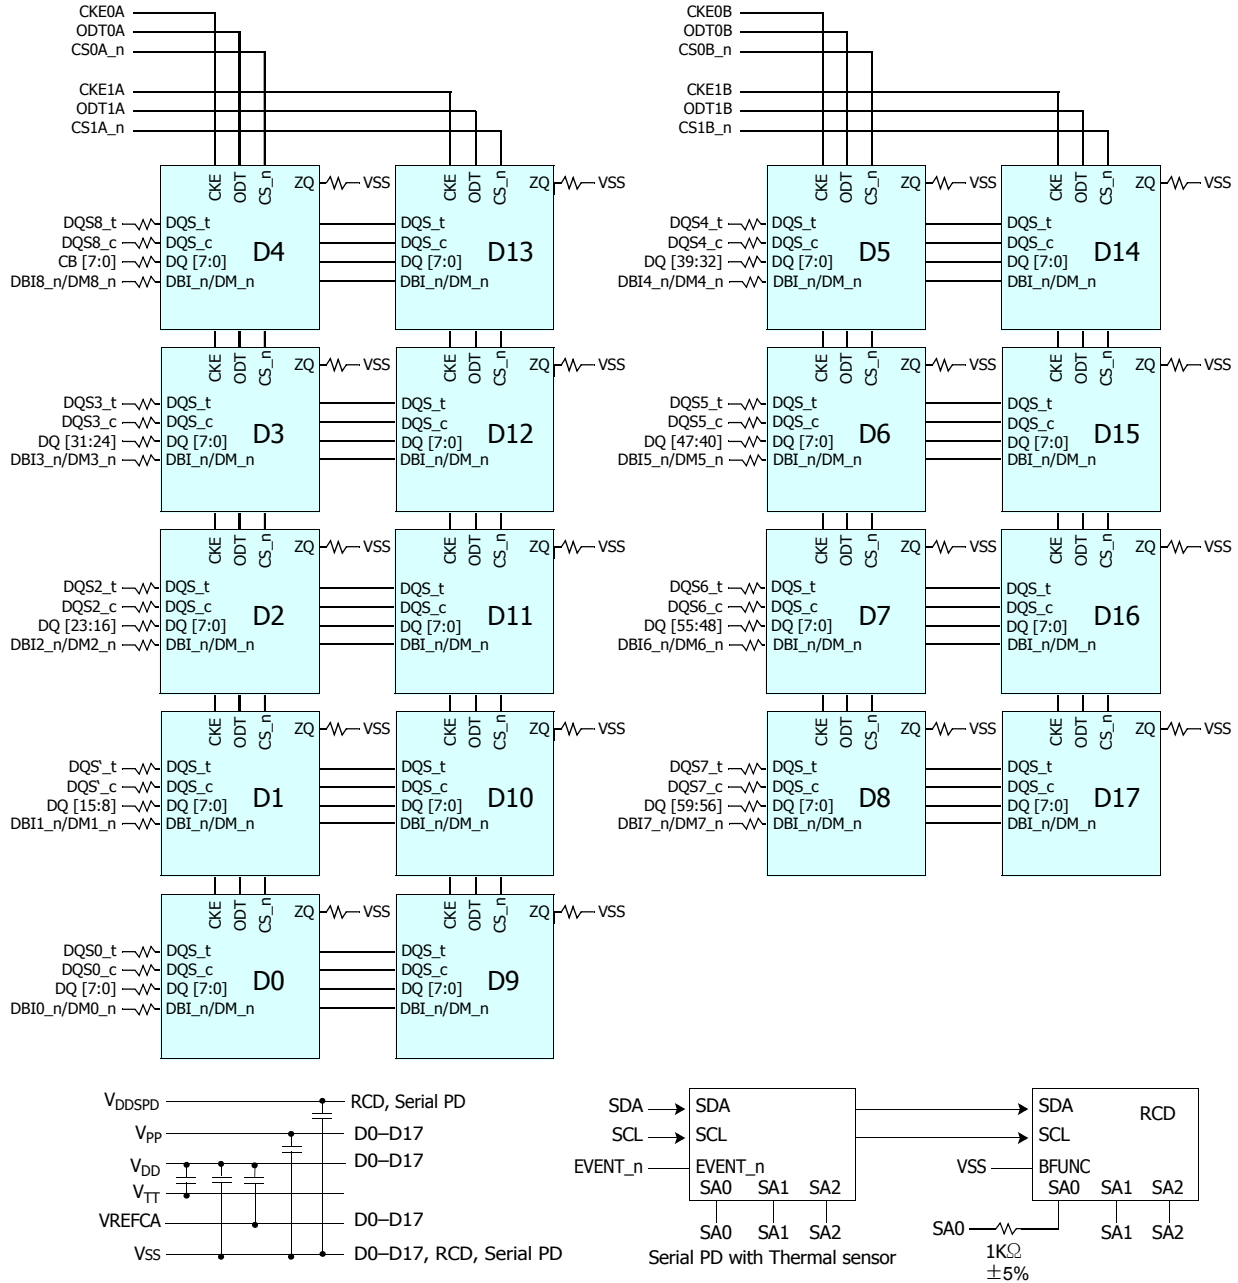 CKE0A
ODT0A
CS0A_n
CKE1A
ODT1A
CS1A_n
CKE0B
ODT0B
CS0B_n
CKE1B
ODT1B
CS1B_n
CKE ODT CS_n ZQ VSS
DQS8_t DQS_t
DQS8_c DQS_c
CB [7:0] DQ [7:0]
DBI8_n/DM8_n DBI_n/DM_n
D4
CKE ODT CS_n ZQ VSS
DQS_t
DQS_c
DQ [7:0]
DBI_n/DM_n
D13
CKE ODT CS_n ZQ VSS
DQS4_t DQS_t
DQS4_c DQS_c
DQ [39:32] DQ [7:0]
DBI4_n/DM4_n DBI_n/DM_n
D5
CKE ODT CS_n ZQ VSS
DQS_t
DQS_c
DQ [7:0]
DBI_n/DM_n
D14
CKE ODT CS_n ZQ VSS
DQS3_t DQS_t
DQS3_c DQS_c
DQ [31:24] DQ [7:0]
DBI3_n/DM3_n DBI_n/DM_n
D3
CKE ODT CS_n ZQ VSS
DQS_t
DQS_c
DQ [7:0]
DBI_n/DM_n
D12
CKE ODT CS_n ZQ VSS
DQS5_t DQS_t
DQS5_c DQS_c
DQ [47:40] DQ [7:0]
DBI5_n/DM5_n DBI_n/DM_n
D6
CKE ODT CS_n ZQ VSS
DQS_t
DQS_c
DQ [7:0]
DBI_n/DM_n
D15
CKE ODT CS_n ZQ VSS
DQS2_t DQS_t
DQS2_c DQS_c
DQ [23:16] DQ [7:0]
DBI2_n/DM2_n DBI_n/DM_n
D2
CKE ODT CS_n ZQ VSS
DQS_t
DQS_c
DQ [7:0]
DBI_n/DM_n
D11
CKE ODT CS_n ZQ VSS
DQS6_t DQS_t
DQS6_c DQS_c
DQ [55:48] DQ [7:0]
DBI6_n/DM6_n DBI_n/DM_n
D7
CKE ODT CS_n ZQ VSS
DQS_t
DQS_c
DQ [7:0]
DBI_n/DM_n
D16
CKE ODT CS_n ZQ VSS
DQS‘_t DQS_t
DQS‘_c DQS_c
DQ [15:8] DQ [7:0]
DBI1_n/DM1_n DBI_n/DM_n
D1
CKE ODT CS_n ZQ VSS
DQS_t
DQS_c
DQ [7:0]
DBI_n/DM_n
D10
CKE ODT CS_n ZQ VSS
DQS7_t DQS_t
DQS7_c DQS_c
DQ [59:56] DQ [7:0]
DBI7_n/DM7_n DBI_n/DM_n
D8
CKE ODT CS_n ZQ VSS
DQS_t
DQS_c
DQ [7:0]
DBI_n/DM_n
D17
CKE ODT CS_n ZQ VSS
DQS0_t DQS_t
DQS0_c DQS_c
DQ [7:0] DQ [7:0]
DBI0_n/DM0_n DBI_n/DM_n
D0
CKE ODT CS_n ZQ VSS
DQS_t
DQS_c
DQ [7:0]
DBI_n/DM_n
D9
VDDSPD RCD, Serial PD
VPP D0–D17
VDD D0–D17
VTT
VREFCA D0–D17
VSS D0–D17, RCD, Serial PD
SDA SDA
SCL SCL
EVENT_n EVENT_n
SA0 SA1 SA2
SA0 SA1 SA2
Serial PD with Thermal sensor
SDA RCD
SCL
VSS BFUNC
SA0 SA1 SA2
SA0 SA1 SA2
1KΩ
±5%